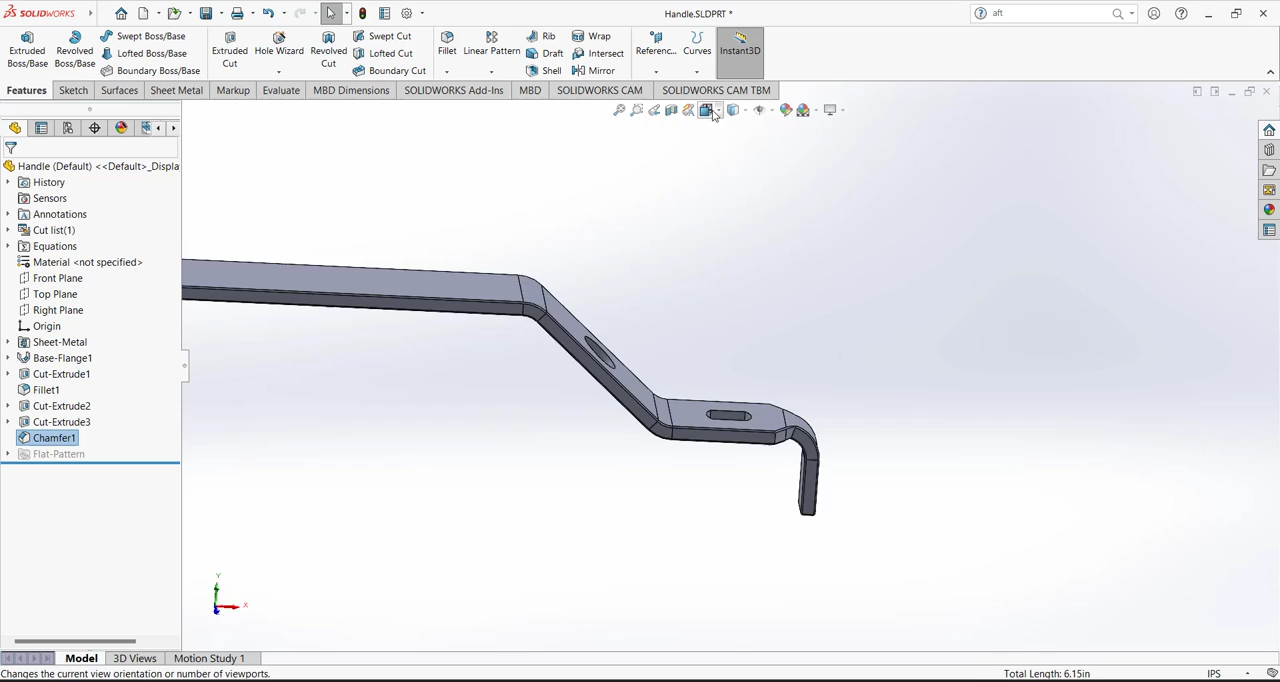 SOLIDWORKS
Handle.SLDPRT *
aft
Extruded Boss/Base
Revolved Boss/Base
Swept Boss/Base
Lofted Boss/Base
Boundary Boss/Base
Extruded Cut
Hole Wizard
Revolved Cut
Swept Cut
Lofted Cut
Boundary Cut
Fillet
Linear Pattern
Rib
Draft
Shell
Wrap
Intersect
Mirror
Referenc...
Curves
Instant3D
Features
Sketch
Surfaces
Sheet Metal
Markup
Evaluate
MBD Dimensions
SOLIDWORKS Add-Ins
MBD
SOLIDWORKS CAM
SOLIDWORKS CAM TBM
Handle (Default) <<Default>_Displa
History
Sensors
Annotations
Cut list(1)
Equations
Material <not specified>
Front Plane
Top Plane
Right Plane
Origin
Sheet-Metal
Base-Flange1
Cut-Extrude1
Fillet1
Cut-Extrude2
Cut-Extrude3
Chamfer1
Flat-Pattern
Y
X
Model
3D Views
Motion Study 1
Changes the current view orientation or number of viewports.
Total Length: 6.15in
IPS